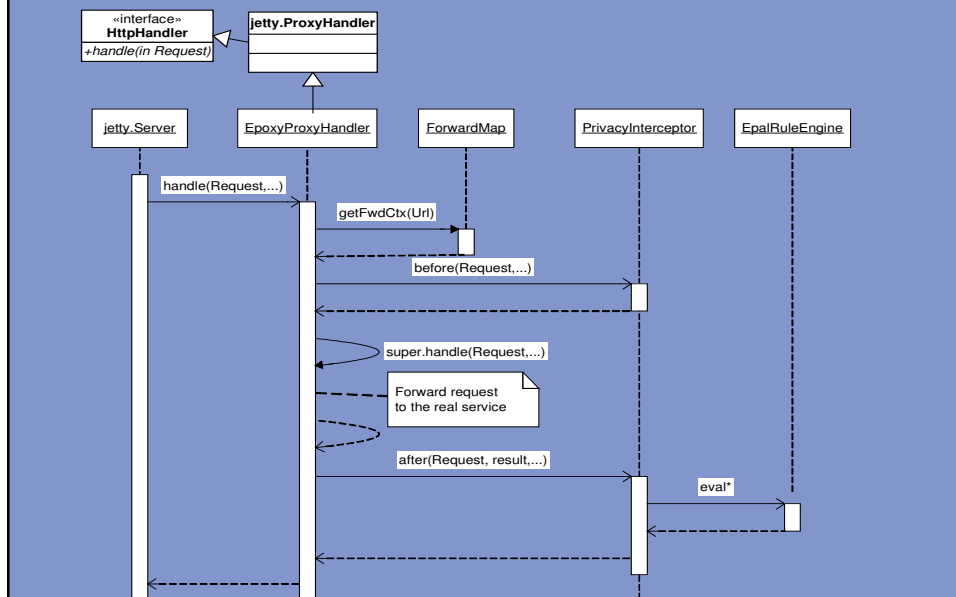 «interface»
HttpHandler
+handle(in Request)
jetty.ProxyHandler
jetty.Server
EpoxyProxyHandler
ForwardMap
PrivacyInterceptor
EpalRuleEngine
handle(Request,...)
getFwdCtx(Url)
before(Request,...)
super.handle(Request,...)
Forward request
to the real service
after(Request, result,...)
eval*